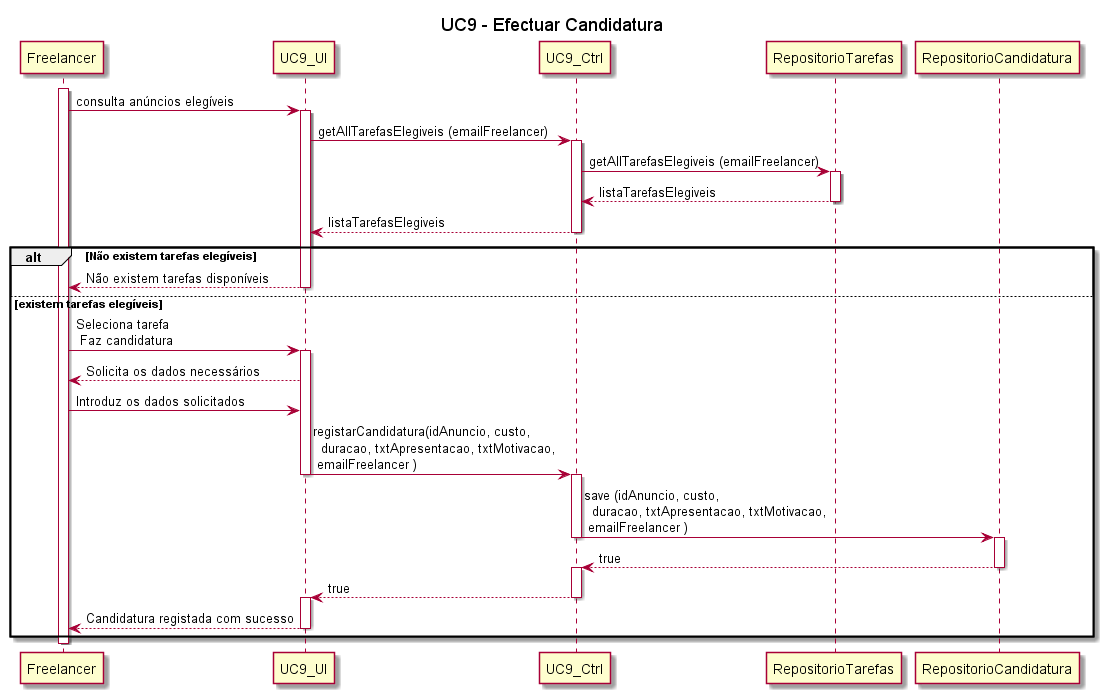 UC9 - Efectuar Candidatura
Freelancer
UC9_UI
UC9_Ctrl
RepositorioTarefas
RepositorioCandidatura
consulta anúncios elegíveis
getAllTarefasElegiveis (emailFreelancer)
getAllTarefasElegiveis (emailFreelancer)
listaTarefasElegiveis
listaTarefasElegiveis
alt
[Não existem tarefas elegíveis]
Não existem tarefas disponíveis
[existem tarefas elegíveis]
Seleciona tarefa
Faz candidatura
Solicita os dados necessários
Introduz os dados solicitados
registarCandidatura(idAnuncio, custo,
duracao, txtApresentacao, txtMotivacao,
emailFreelancer )
save (idAnuncio, custo,
duracao, txtApresentacao, txtMotivacao,
emailFreelancer )
true
true
Candidatura registada com sucesso
Freelancer
UC9_UI
UC9_Ctrl
RepositorioTarefas
RepositorioCandidatura